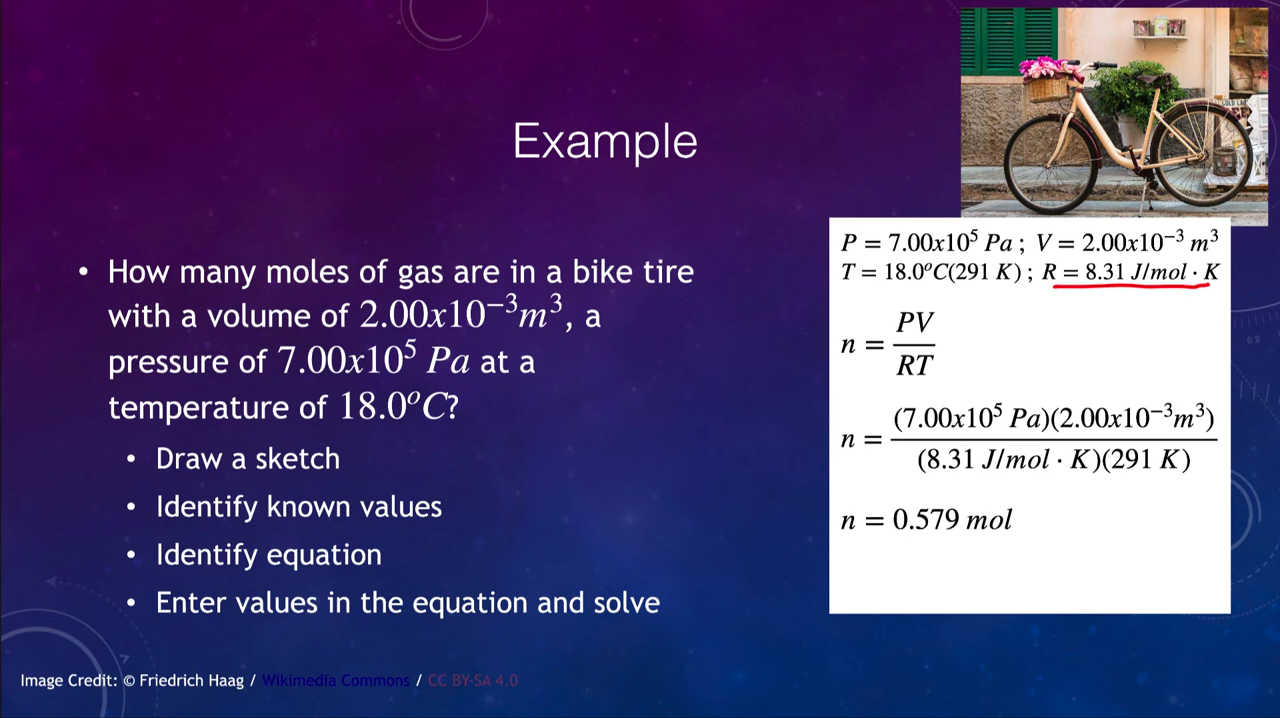 Example
• How many moles of gas are in a bike tire
with a volume of 2.00x10⁻³m³, a
pressure of 7.00x10⁵ Pa at a
temperature of 18.0ᵒC?
• Draw a sketch
• Identify known values
• Identify equation
• Enter values in the equation and solve
P = 7.00x10⁵ Pa ; V = 2.00x10⁻³ m³
T = 18.0ᵒC(291 K) ; R = 8.31 J/mol · K
n = PV / RT
n = (7.00x10⁵ Pa)(2.00x10⁻³m³) / (8.31 J/mol · K)(291 K)
n = 0.579 mol
Image Credit: © Friedrich Haag / Wikimedia Commons / CC BY-SA 4.0